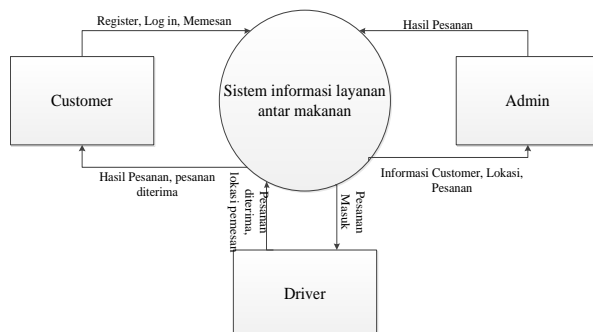 Register, Log in, Memesan
Hasil Pesanan
Customer
Sistem informasi layanan
antar makanan
Admin
Hasil Pesanan, pesanan
diterima
Informasi Customer, Lokasi,
Pesanan
Pesanan
diterima,
lokasi pemesan
Pesanan
Masuk
Driver